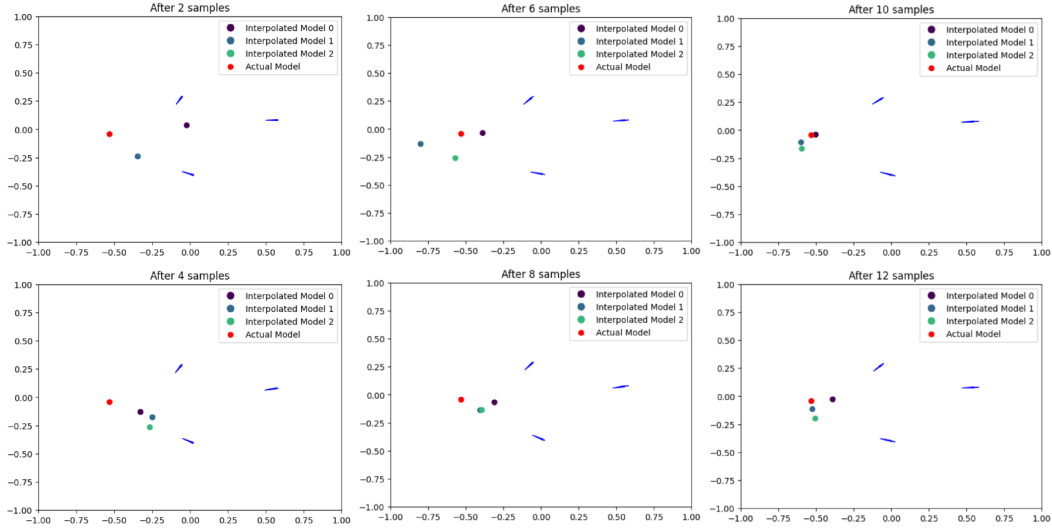 After 2 samples
1.00
0.75
0.50
0.25
0.00
−0.25
−0.50
−0.75
−1.00
−1.00 −0.75 −0.50 −0.25 0.00 0.25 0.50 0.75 1.00
Interpolated Model 0
Interpolated Model 1
Interpolated Model 2
Actual Model
After 6 samples
1.00
0.75
0.50
0.25
0.00
−0.25
−0.50
−0.75
−1.00
−1.00 −0.75 −0.50 −0.25 0.00 0.25 0.50 0.75 1.00
Interpolated Model 0
Interpolated Model 1
Interpolated Model 2
Actual Model
After 10 samples
1.00
0.75
0.50
0.25
0.00
−0.25
−0.50
−0.75
−1.00
−1.00 −0.75 −0.50 −0.25 0.00 0.25 0.50 0.75 1.00
Interpolated Model 0
Interpolated Model 1
Interpolated Model 2
Actual Model
After 4 samples
1.00
0.75
0.50
0.25
0.00
−0.25
−0.50
−0.75
−1.00
−1.00 −0.75 −0.50 −0.25 0.00 0.25 0.50 0.75 1.00
Interpolated Model 0
Interpolated Model 1
Interpolated Model 2
Actual Model
After 8 samples
1.00
0.75
0.50
0.25
0.00
−0.25
−0.50
−0.75
−1.00
−1.00 −0.75 −0.50 −0.25 0.00 0.25 0.50 0.75 1.00
Interpolated Model 0
Interpolated Model 1
Interpolated Model 2
Actual Model
After 12 samples
1.00
0.75
0.50
0.25
0.00
−0.25
−0.50
−0.75
−1.00
−1.00 −0.75 −0.50 −0.25 0.00 0.25 0.50 0.75 1.00
Interpolated Model 0
Interpolated Model 1
Interpolated Model 2
Actual Model